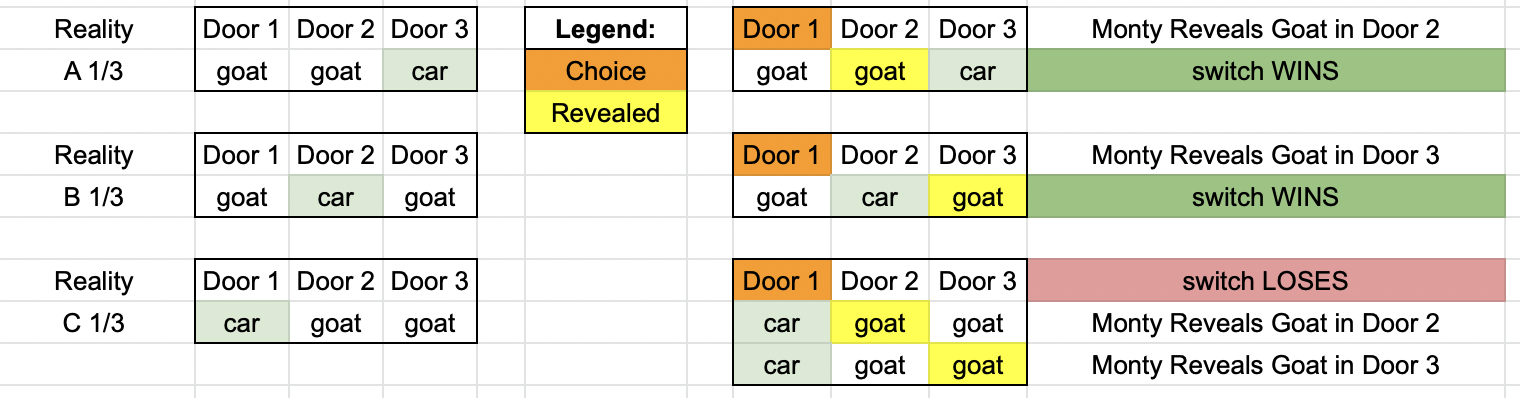 Reality Door 1 Door 2 Door 3 Legend: Door 1 Door 2 Door 3 Monty Reveals Goat in Door 2
A 1/3 goat goat car Choice goat goat car switch WINS
Revealed
Reality Door 1 Door 2 Door 3 Door 1 Door 2 Door 3 Monty Reveals Goat in Door 3
B 1/3 goat car goat goat car goat switch WINS
Reality Door 1 Door 2 Door 3 Door 1 Door 2 Door 3 switch LOSES
C 1/3 car goat goat car goat goat Monty Reveals Goat in Door 2
car goat goat Monty Reveals Goat in Door 3